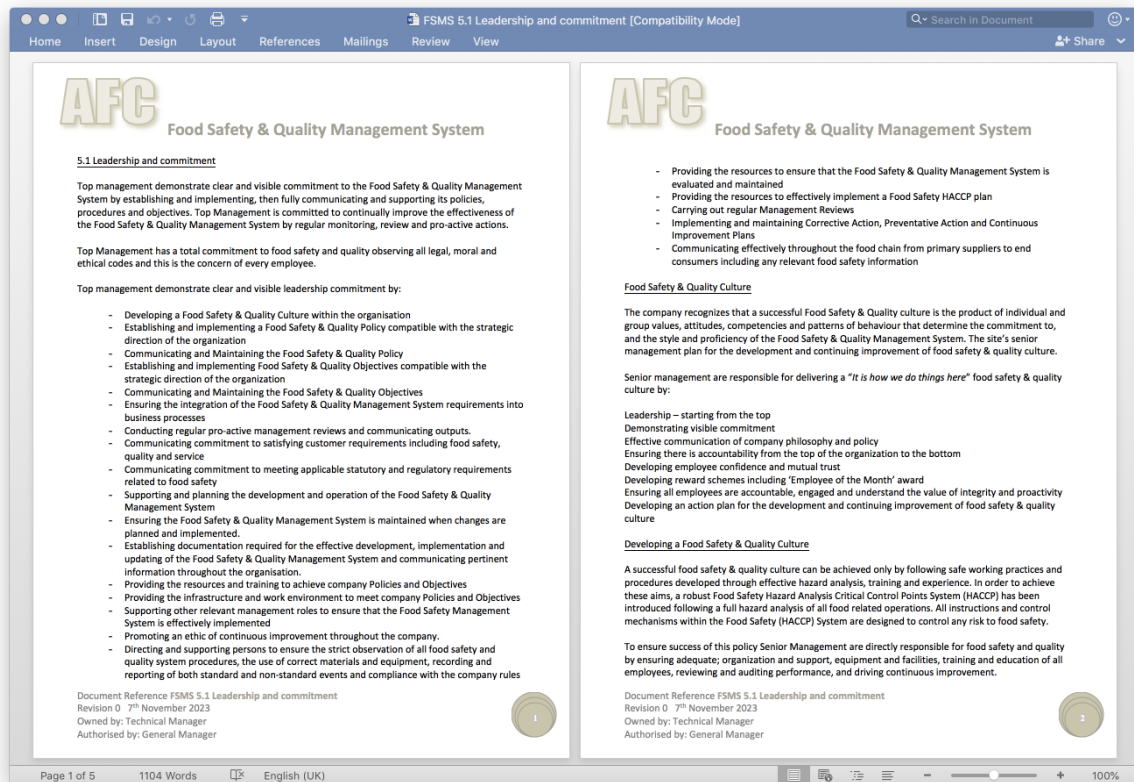 FSMS 5.1 Leadership and commitment [Compatibility Mode]
Search in Document
Home Insert Design Layout References Mailings Review View
Share
AFC
Food Safety & Quality Management System
5.1 Leadership and commitment
Top management demonstrate clear and visible commitment to the Food Safety & Quality Management
System by establishing and implementing, then fully communicating and supporting its policies,
procedures and objectives. Top Management is committed to continually improve the effectiveness of
the Food Safety & Quality Management System by regular monitoring, review and pro-active actions.
Top Management has a total commitment to food safety and quality observing all legal, moral and
ethical codes and this is the concern of every employee.
Top management demonstrate clear and visible leadership commitment by:
- Developing a Food Safety & Quality Culture within the organisation
- Establishing and implementing a Food Safety & Quality Policy compatible with the strategic
direction of the organization
- Communicating and Maintaining the Food Safety & Quality Policy
- Establishing and implementing Food Safety & Quality Objectives compatible with the
strategic direction of the organization
- Communicating and Maintaining the Food Safety & Quality Objectives
- Ensuring the integration of the Food Safety & Quality Management System requirements into
business processes
- Conducting regular pro-active management reviews and communicating outputs.
- Communicating commitment to satisfying customer requirements including food safety,
quality and service
- Communicating commitment to meeting applicable statutory and regulatory requirements
related to food safety
- Supporting and planning the development and operation of the Food Safety & Quality
Management System
- Ensuring the Food Safety & Quality Management System is maintained when changes are
planned and implemented.
- Establishing documentation required for the effective development, implementation and
updating of the Food Safety & Quality Management System and communicating pertinent
information throughout the organisation.
- Providing the resources and training to achieve company Policies and Objectives
- Providing the infrastructure and work environment to meet company Policies and Objectives
- Supporting other relevant management roles to ensure that the Food Safety Management
System is effectively implemented
- Promoting an ethic of continuous improvement throughout the company.
- Directing and supporting persons to ensure the strict observation of all food safety and
quality system procedures, the use of correct materials and equipment, recording and
reporting of both standard and non-standard events and compliance with the company rules
Document Reference FSMS 5.1 Leadership and commitment
Revision 0 7th November 2023
Owned by: Technical Manager
Authorised by: General Manager
1
AFC
Food Safety & Quality Management System
- Providing the resources to ensure that the Food Safety & Quality Management System is
evaluated and maintained
- Providing the resources to effectively implement a Food Safety HACCP plan
- Carrying out regular Management Reviews
- Implementing and maintaining Corrective Action, Preventative Action and Continuous
Improvement Plans
- Communicating effectively throughout the food chain from primary suppliers to end
consumers including any relevant food safety information
Food Safety & Quality Culture
The company recognizes that a successful Food Safety & Quality culture is the product of individual and
group values, attitudes, competencies and patterns of behaviour that determine the commitment to,
and the style and proficiency of the Food Safety & Quality Management System. The site's senior
management plan for the development and continuing improvement of food safety & quality culture.
Senior management are responsible for delivering a "It is how we do things here" food safety & quality
culture by:
Leadership – starting from the top
Demonstrating visible commitment
Effective communication of company philosophy and policy
Ensuring there is accountability from the top of the organization to the bottom
Developing employee confidence and mutual trust
Developing reward schemes including 'Employee of the Month' award
Ensuring all employees are accountable, engaged and understand the value of integrity and proactivity
Developing an action plan for the development and continuing improvement of food safety & quality
culture
Developing a Food Safety & Quality Culture
A successful food safety & quality culture can be achieved only by following safe working practices and
procedures developed through effective hazard analysis, training and experience. In order to achieve
these aims, a robust Food Safety Hazard Analysis Critical Control Points System (HACCP) has been
introduced following a full hazard analysis of all food related operations. All instructions and control
mechanisms within the Food Safety (HACCP) System are designed to control any risk to food safety.
To ensure success of this policy Senior Management are directly responsible for food safety and quality
by ensuring adequate; organization and support, equipment and facilities, training and education of all
employees, reviewing and auditing performance, and driving continuous improvement.
Document Reference FSMS 5.1 Leadership and commitment
Revision 0 7th November 2023
Owned by: Technical Manager
Authorised by: General Manager
2
Page 1 of 5 1104 Words English (UK) 100%